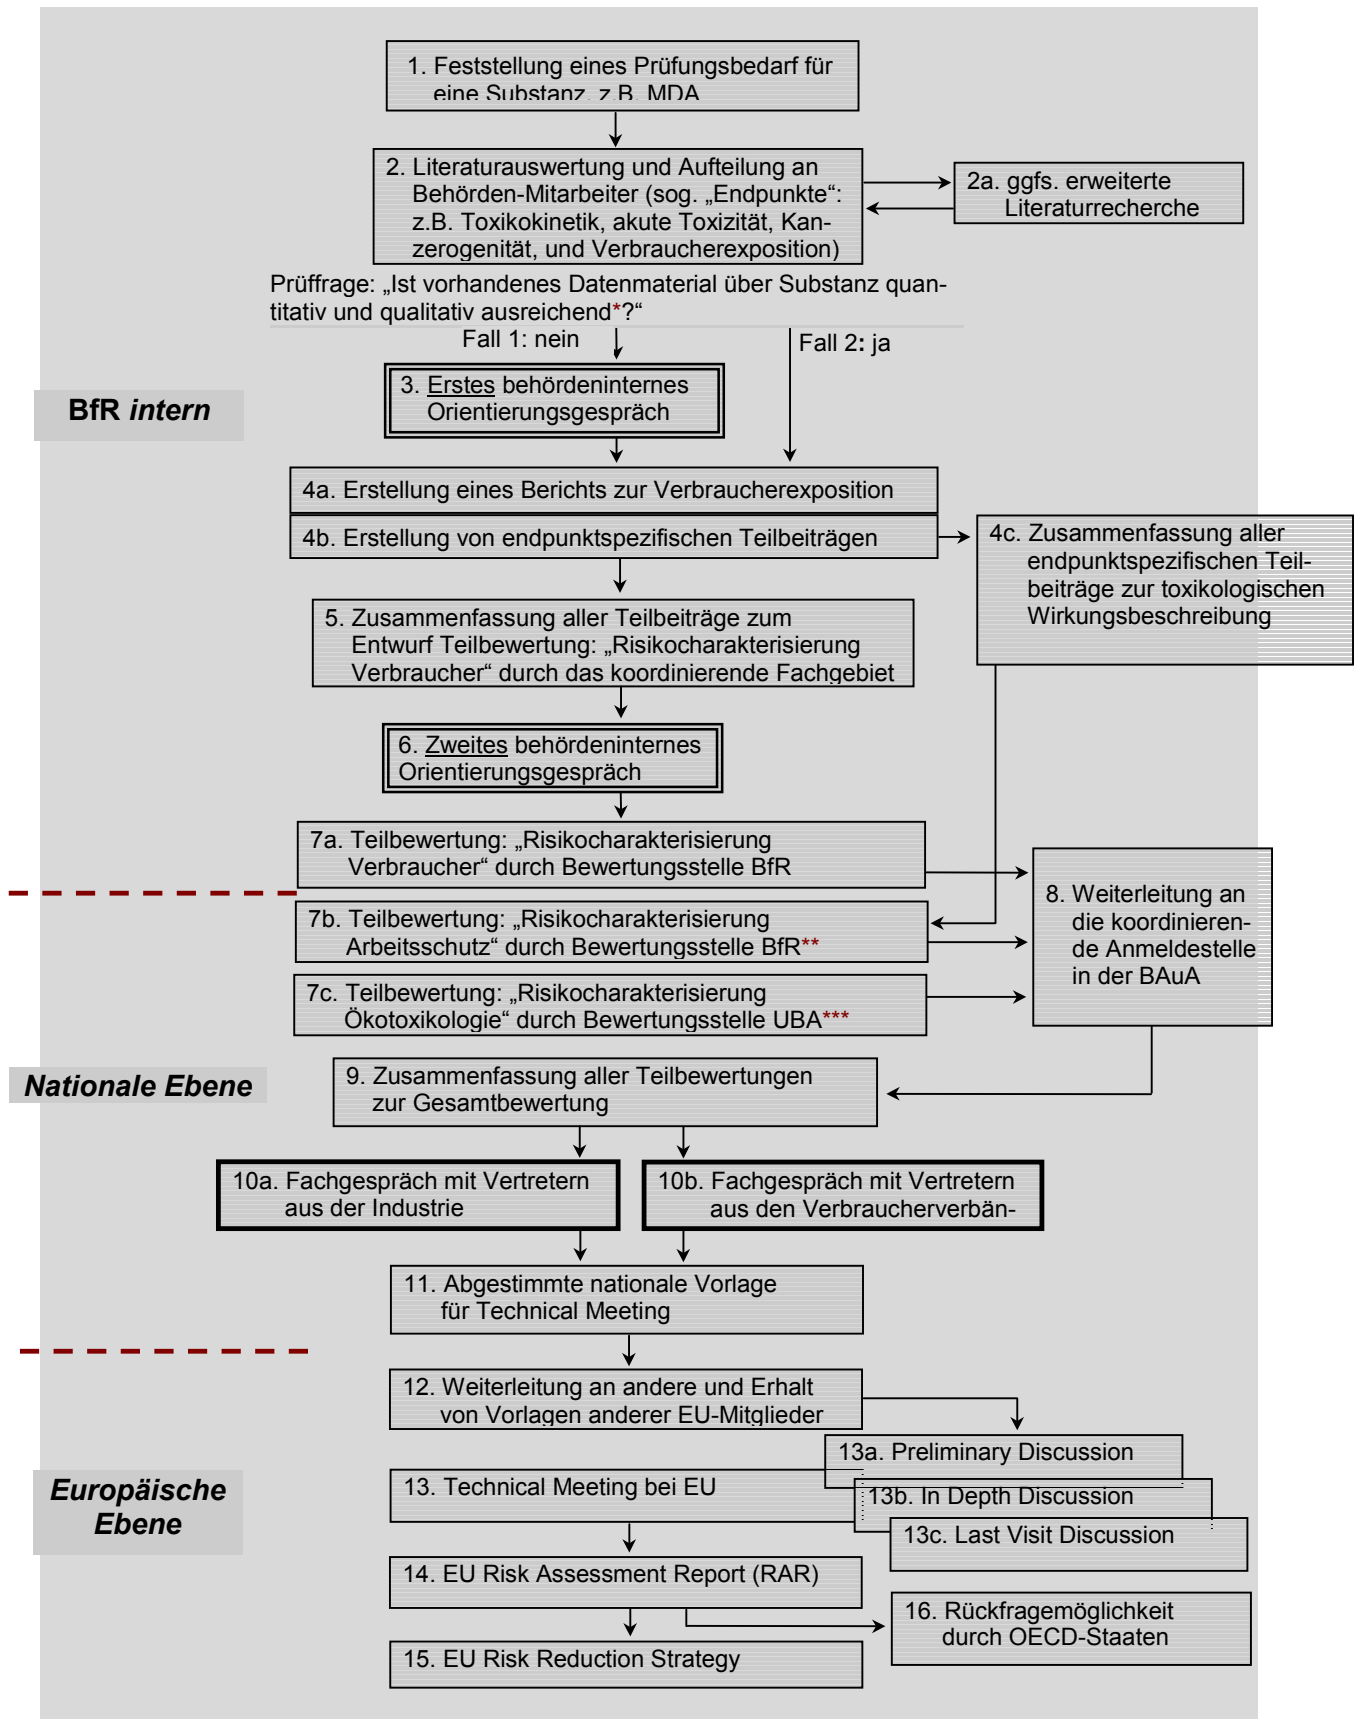 1. Feststellung eines Prüfungsbedarf für
eine Substanz, z.B. MDA
2. Literaturauswertung und Aufteilung an
Behörden-Mitarbeiter (sog. „Endpunkte“:
z.B. Toxikokinetik, akute Toxizität, Kan-
zerogenität, und Verbraucherexposition)
2a. ggfs. erweiterte
Literaturrecherche
Prüffrage: „Ist vorhandenes Datenmaterial über Substanz quan-
titativ und qualitativ ausreichend*?“
Fall 1: nein
Fall 2: ja
BfR intern
3. Erstes behördeninternes
Orientierungsgespräch
4a. Erstellung eines Berichts zur Verbraucherexposition
4b. Erstellung von endpunktspezifischen Teilbeiträgen
4c. Zusammenfassung aller
endpunktspezifischen Teil-
beiträge zur toxikologischen
Wirkungsbeschreibung
5. Zusammenfassung aller Teilbeiträge zum
Entwurf Teilbewertung: „Risikocharakterisierung
Verbraucher“ durch das koordinierende Fachgebiet
6. Zweites behördeninternes
Orientierungsgespräch
7a. Teilbewertung: „Risikocharakterisierung
Verbraucher“ durch Bewertungsstelle BfR
7b. Teilbewertung: „Risikocharakterisierung
Arbeitsschutz“ durch Bewertungsstelle BfR**
7c. Teilbewertung: „Risikocharakterisierung
Ökotoxikologie“ durch Bewertungsstelle UBA***
8. Weiterleitung an
die koordinieren-
de Anmeldestelle
in der BAuA
Nationale Ebene
9. Zusammenfassung aller Teilbewertungen
zur Gesamtbewertung
10a. Fachgespräch mit Vertretern
aus der Industrie
10b. Fachgespräch mit Vertretern
aus den Verbraucherverbän-
11. Abgestimmte nationale Vorlage
für Technical Meeting
12. Weiterleitung an andere und Erhalt
von Vorlagen anderer EU-Mitglieder
Europäische
Ebene
13. Technical Meeting bei EU
13a. Preliminary Discussion
13b. In Depth Discussion
13c. Last Visit Discussion
14. EU Risk Assessment Report (RAR)
15. EU Risk Reduction Strategy
16. Rückfragemöglichkeit
durch OECD-Staaten